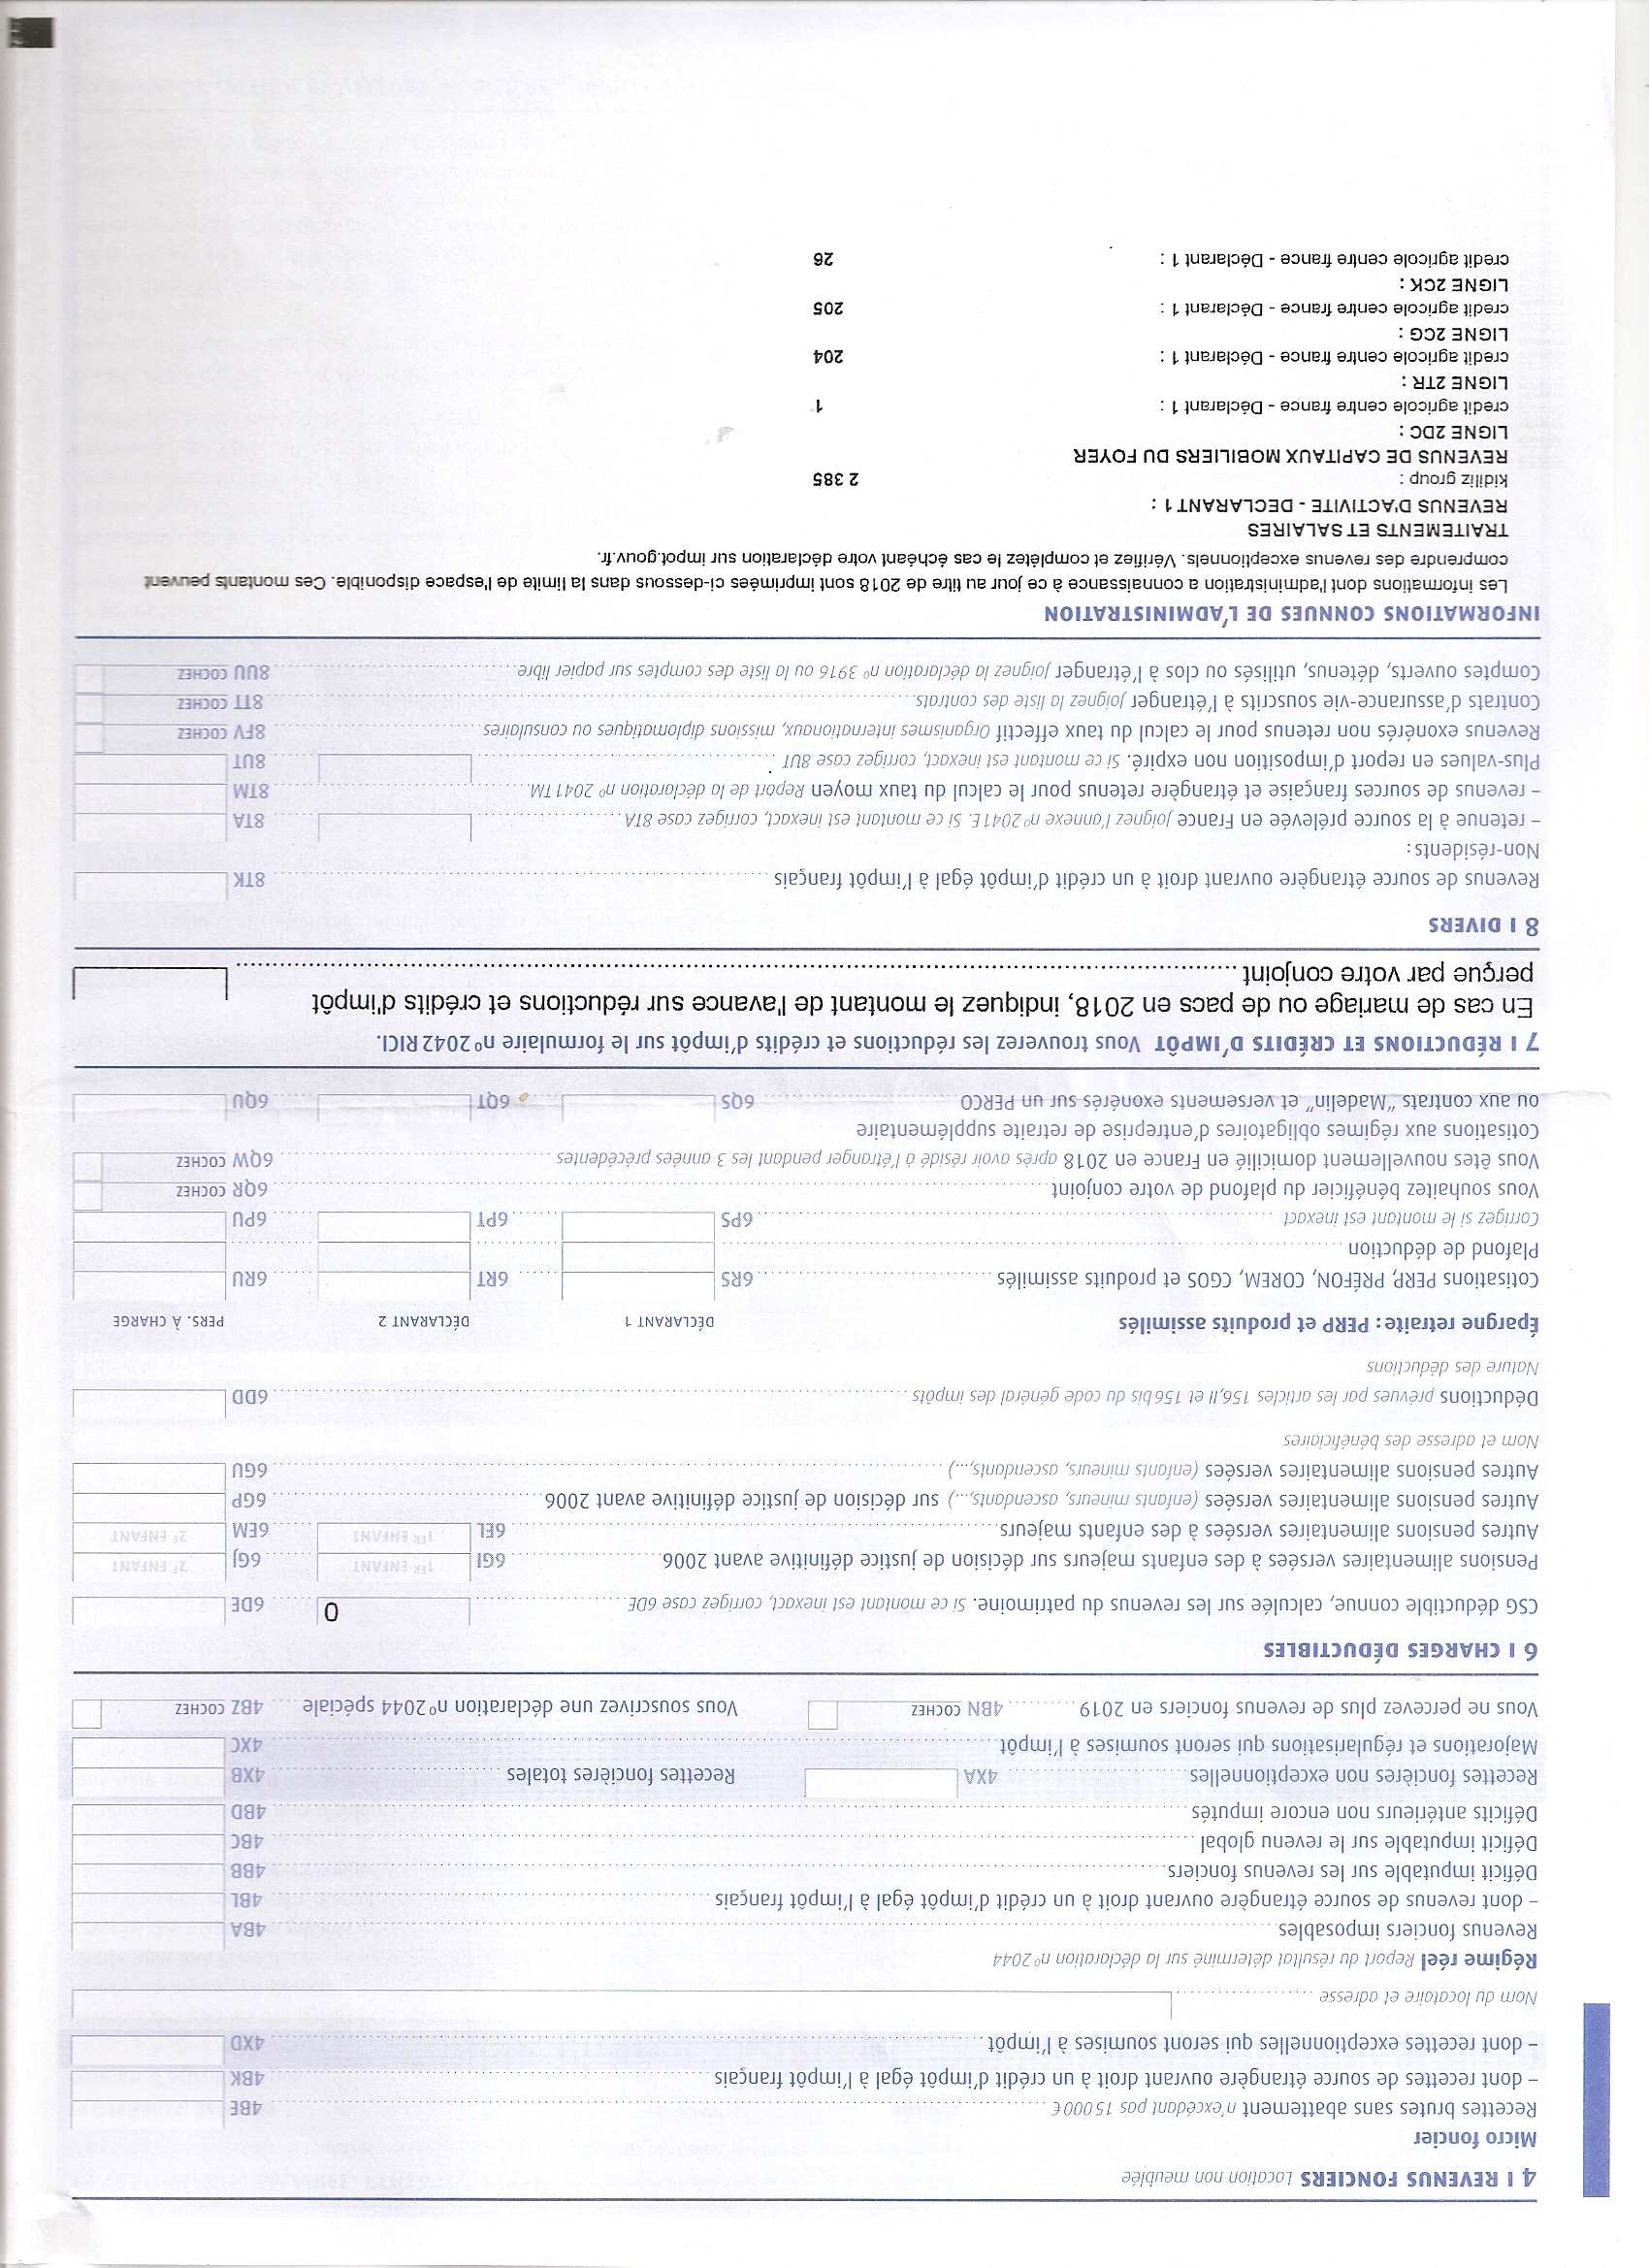 4 I REVENUS FONCIERS Location non meublée
Micro foncier
Recettes brutes sans abattement n'excédant pas 15 000 € 4BE
– dont recettes de source étrangère ouvrant droit à un crédit d'impôt égal à l'impôt français 4BK
– dont recettes exceptionnelles qui seront soumises à l'impôt 4XD
Nom du locataire et adresse
Régime réel Report du résultat déterminé sur la déclaration nº 2044
Revenus fonciers imposables 4BA
– dont revenus de source étrangère ouvrant droit à un crédit d'impôt égal à l'impôt français 4BL
Déficit imputable sur les revenus fonciers 4BB
Déficit imputable sur le revenu global 4BC
Déficits antérieurs non encore imputés 4BD
Recettes foncières non exceptionnelles 4XA Recettes foncières totales 4XB
Majorations et régularisations qui seront soumises à l'impôt 4XC
Vous ne percevez plus de revenus fonciers en 2019 4BN COCHEZ Vous souscrivez une déclaration nº 2044 spéciale 4BZ COCHEZ
6 I CHARGES DÉDUCTIBLES
CSG déductible connue, calculée sur les revenus du patrimoine. Si ce montant est inexact, corrigez case 6DE 0 6DE
Pensions alimentaires versées à des enfants majeurs sur décision de justice définitive avant 2006 6GI 1ER ENFANT 6GJ 2E ENFANT
Autres pensions alimentaires versées à des enfants majeurs 6EL 1ER ENFANT 6EM 2E ENFANT
Autres pensions alimentaires versées (enfants mineurs, ascendants,...) sur décision de justice définitive avant 2006 6GP
Autres pensions alimentaires versées (enfants mineurs, ascendants,...) 6GU
Nom et adresse des bénéficiaires
Déductions prévues par les articles 156,II et 156 bis du code général des impôts 6DD
Nature des déductions
Épargne retraite : PERP et produits assimilés DÉCLARANT 1 DÉCLARANT 2 PERS. À CHARGE
Cotisations PERP, PRÉFON, COREM, CGOS et produits assimilés 6RS 6RT 6RU
Plafond de déduction
Corrigez si le montant est inexact 6PS 6PT 6PU
Vous souhaitez bénéficier du plafond de votre conjoint 6QR COCHEZ
Vous êtes nouvellement domicilié en France en 2018 après avoir résidé à l'étranger pendant les 3 années précédentes 6QW COCHEZ
Cotisations aux régimes obligatoires d'entreprise de retraite supplémentaire
ou aux contrats "Madelin" et versements exonérés sur un PERCO 6QS 6QT 6QU
7 I RÉDUCTIONS ET CRÉDITS D'IMPÔT Vous trouverez les réductions et crédits d'impôt sur le formulaire nº 2042 RICI.
En cas de mariage ou de pacs en 2018, indiquez le montant de l'avance sur réductions et crédits d'impôt
perçue par votre conjoint
8 I DIVERS
Revenus de source étrangère ouvrant droit à un crédit d'impôt égal à l'impôt français 8TK
Non-résidents :
– retenue à la source prélevée en France joignez l'annexe nº 2041 E. Si ce montant est inexact, corrigez case 8TA 8TA
– revenus de sources française et étrangère retenus pour le calcul du taux moyen Report de la déclaration nº 2041 TM 8TM
Plus-values en report d'imposition non expiré. Si ce montant est inexact, corrigez case 8UT 8UT
Revenus exonérés non retenus pour le calcul du taux effectif Organismes internationaux, missions diplomatiques ou consulaires 8FV COCHEZ
Contrats d'assurance-vie souscrits à l'étranger joignez la liste des contrats 8TT COCHEZ
Comptes ouverts, détenus, utilisés ou clos à l'étranger joignez la déclaration nº 3916 ou la liste des comptes sur papier libre 8UU COCHEZ
INFORMATIONS CONNUES DE L'ADMINISTRATION
Les informations dont l'administration a connaissance à ce jour au titre de 2018 sont imprimées ci-dessous dans la limite de l'espace disponible. Ces montants peuvent
comprendre des revenus exceptionnels. Vérifiez et complétez le cas échéant votre déclaration sur impot.gouv.fr.
TRAITEMENTS ET SALAIRES
REVENUS D'ACTIVITE - DECLARANT 1 :
kidiliz group : 2 385
REVENUS DE CAPITAUX MOBILIERS DU FOYER
LIGNE 2DC :
credit agricole centre france - Déclarant 1 : 1
LIGNE 2TR :
credit agricole centre france - Déclarant 1 : 204
LIGNE 2CG :
credit agricole centre france - Déclarant 1 : 205
LIGNE 2CK :
credit agricole centre france - Déclarant 1 : 26